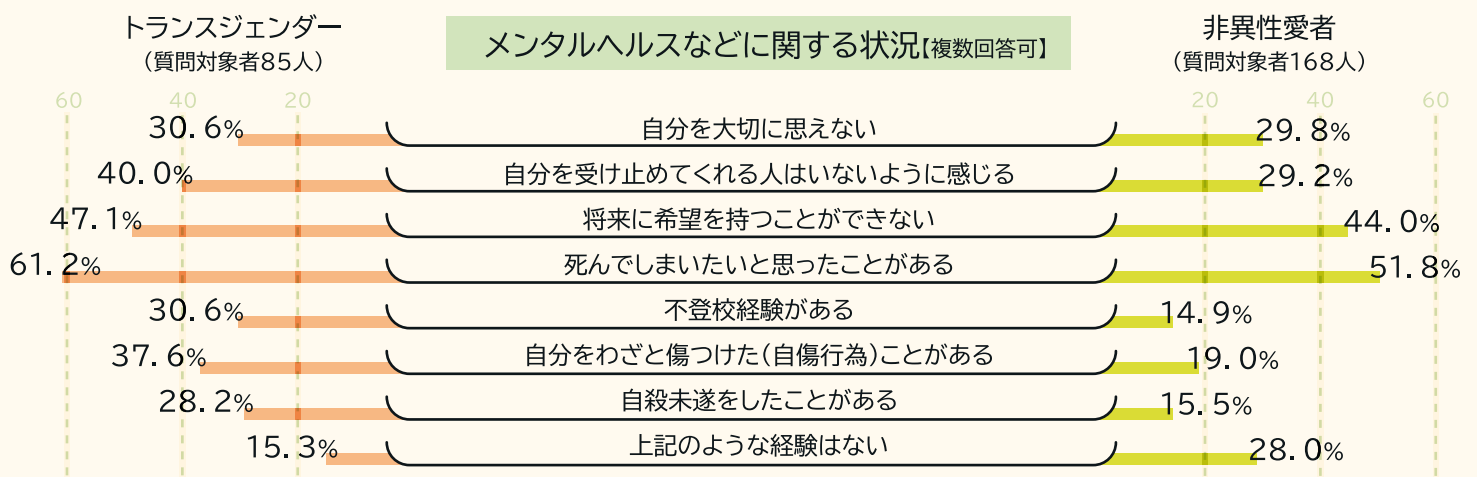 トランスジェンダー
（質問対象者85人）
メンタルヘルスなどに関する状況【複数回答可】
非異性愛者
（質問対象者168人）
60 40 20 20 40 60
30.6% 自分を大切に思えない 29.8%
40.0% 自分を受け止めてくれる人はいないように感じる 29.2%
47.1% 将来に希望を持つことができない 44.0%
61.2% 死んでしまいたいと思ったことがある 51.8%
30.6% 不登校経験がある 14.9%
37.6% 自分をわざと傷つけた（自傷行為）ことがある 19.0%
28.2% 自殺未遂をしたことがある 15.5%
15.3% 上記のような経験はない 28.0%